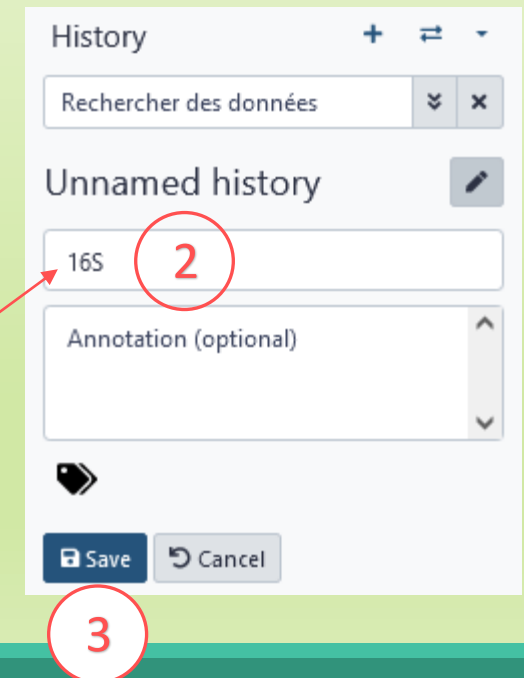 History
Rechercher des données
Unnamed history
16S 2
Annotation (optional)
Save Cancel
3